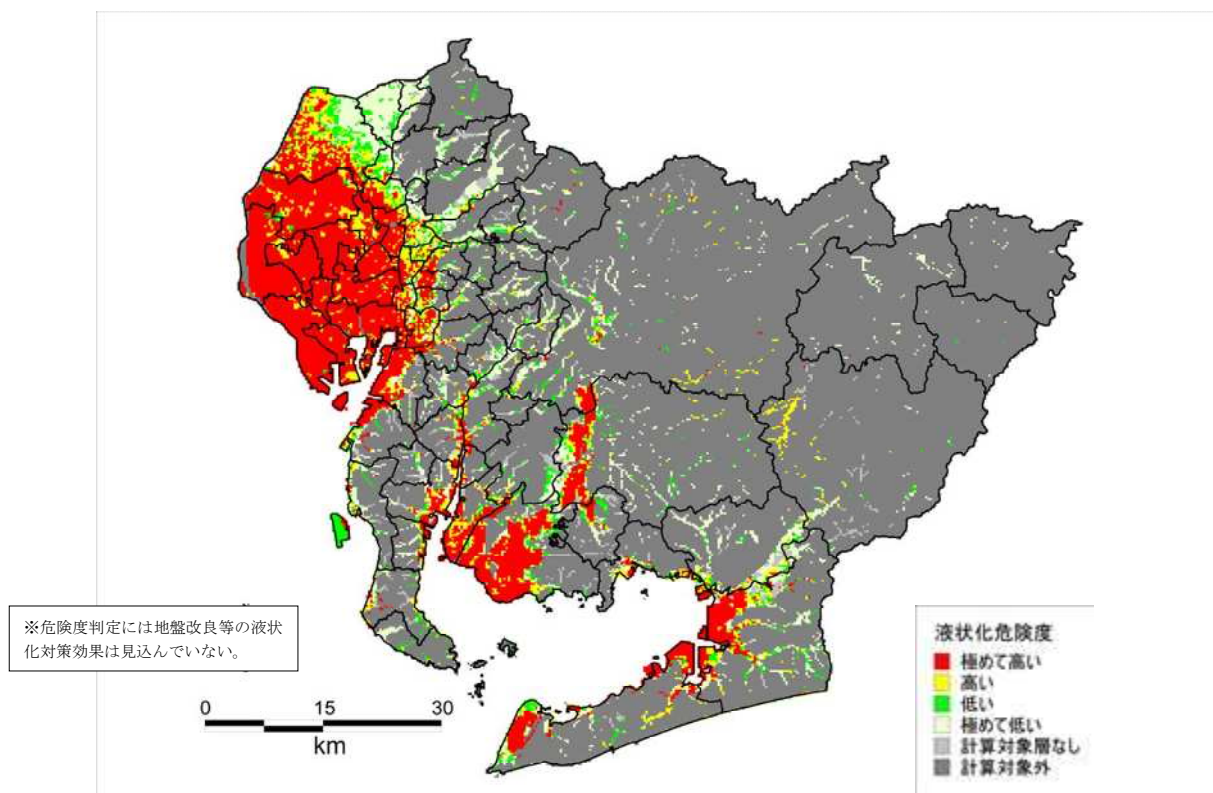 ※危険度判定には地盤改良等の液状
化対策効果は見込んでいない。
0 15 30
km
液状化危険度
極めて高い
高い
低い
極めて低い
計算対象層なし
計算対象外